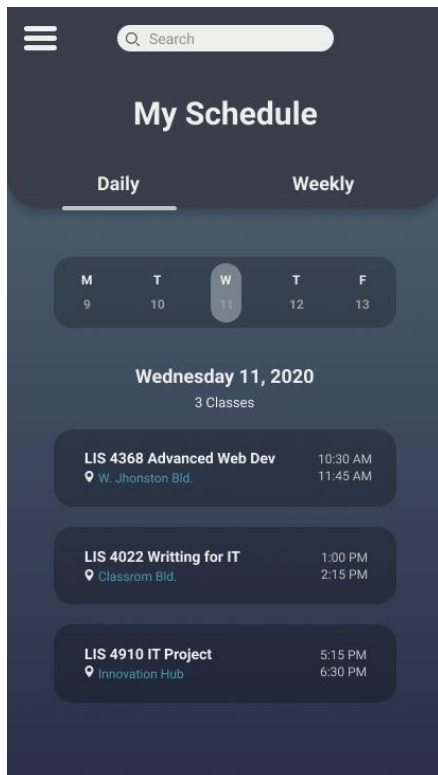 Search
My Schedule
Daily Weekly
M T W T F
9 10 11 12 13
Wednesday 11, 2020
3 Classes
LIS 4368 Advanced Web Dev 10:30 AM
W. Jhonston Bld. 11:45 AM
LIS 4022 Writting for IT 1:00 PM
Classrom Bld. 2:15 PM
LIS 4910 IT Project 5:15 PM
Innovation Hub 6:30 PM